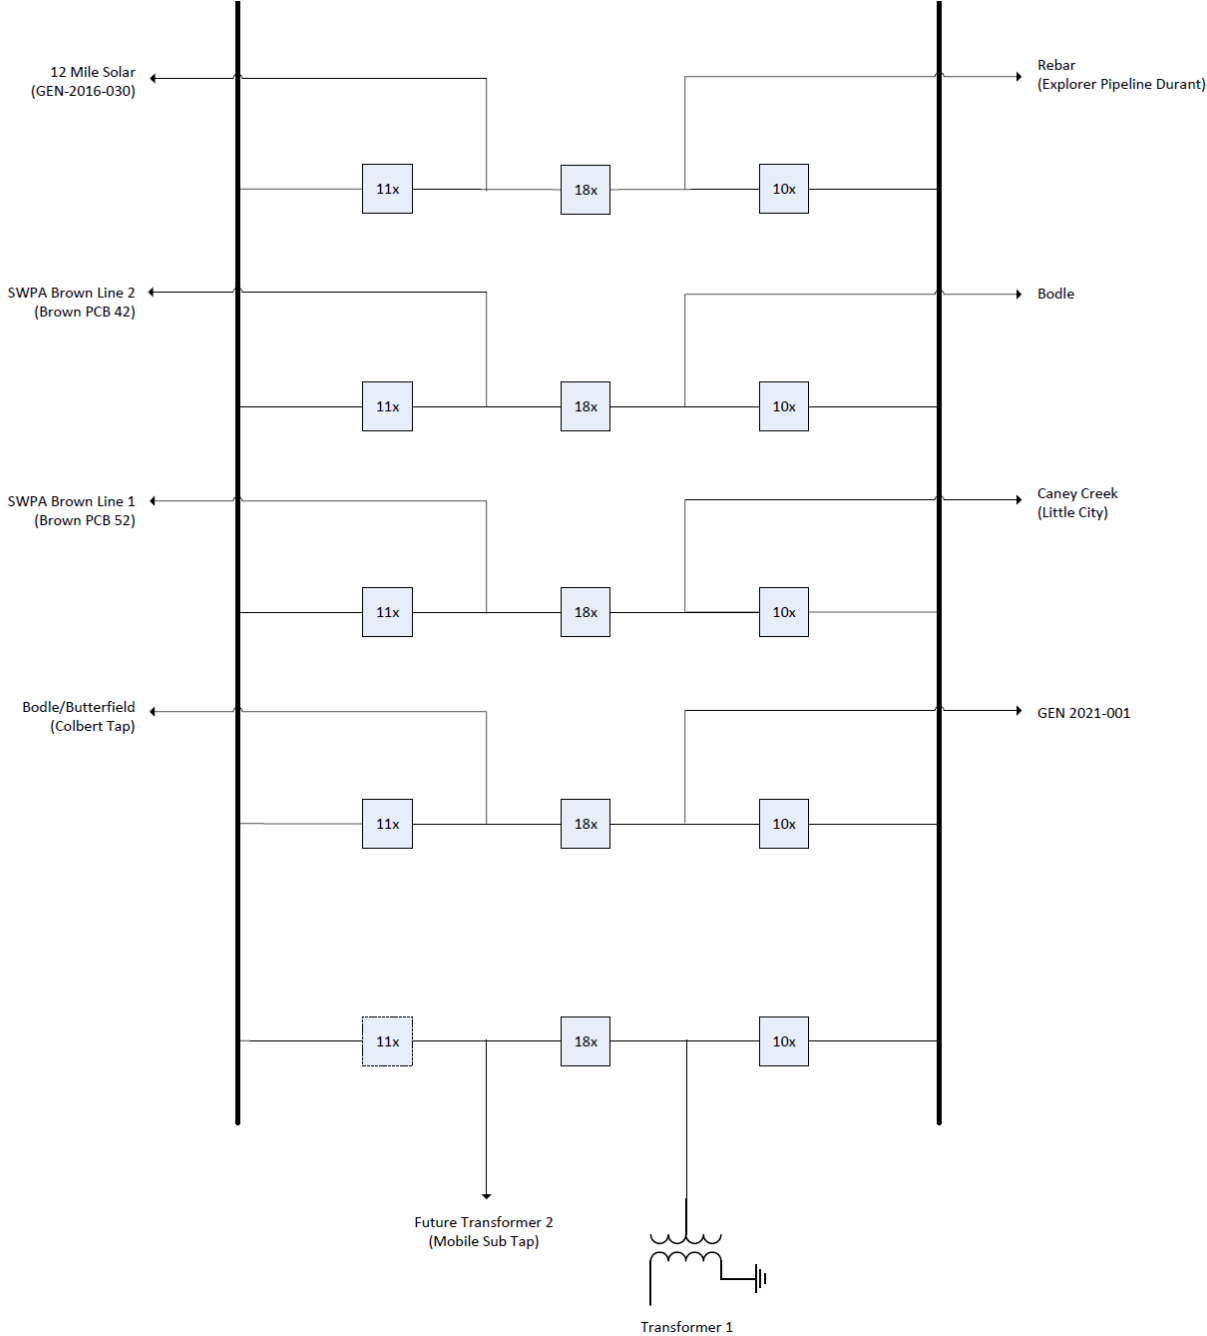 12 Mile Solar
(GEN-2016-030)
Rebar
(Explorer Pipeline Durant)
11x
18x
10x
SWPA Brown Line 2
(Brown PCB 42)
Bodle
11x
18x
10x
SWPA Brown Line 1
(Brown PCB 52)
Caney Creek
(Little City)
11x
18x
10x
Bodle/Butterfield
(Colbert Tap)
GEN 2021-001
11x
18x
10x
11x
18x
10x
Future Transformer 2
(Mobile Sub Tap)
Transformer 1